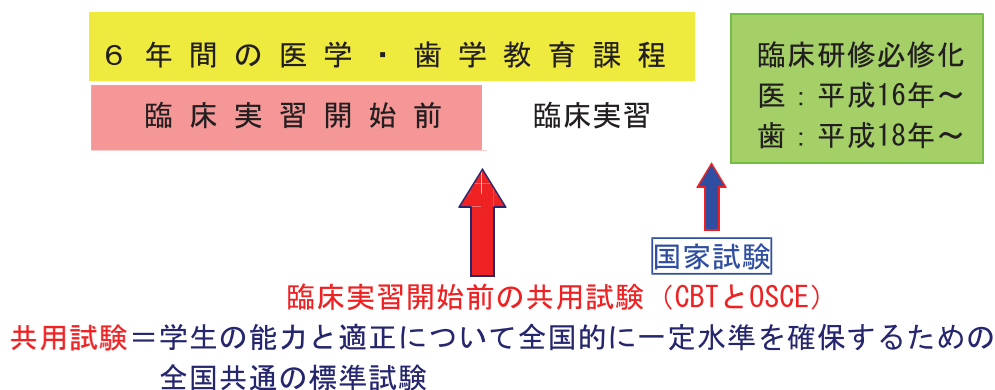 ６年間の医学・歯学教育課程
臨床実習開始前
臨床実習
臨床研修必修化
医：平成16年～
歯：平成18年～
国家試験
臨床実習開始前の共用試験（CBTとOSCE）
共用試験＝学生の能力と適正について全国的に一定水準を確保するための
全国共通の標準試験